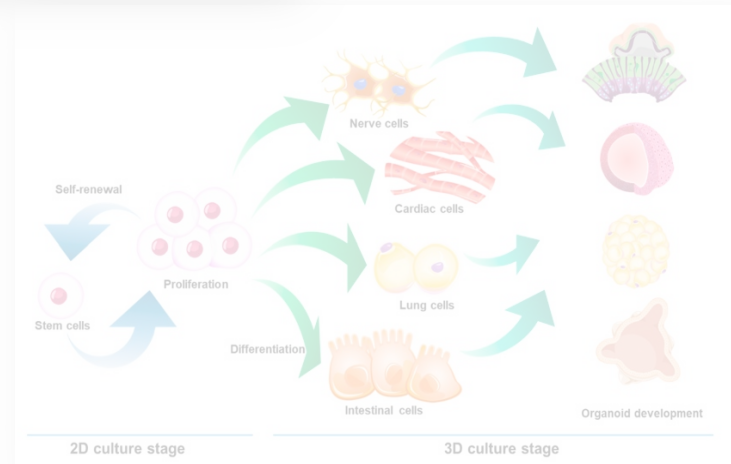 Nerve cells
Self-renewal
Cardiac cells
Proliferation
Lung cells
Stem cells
Differentiation
Intestinal cells
Organoid development
2D culture stage
3D culture stage